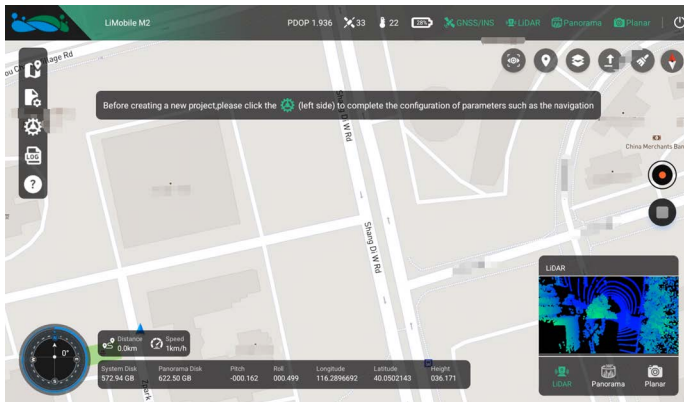 LiMobile M2
PDOP 1.936
33
22
28%
GNSS/INS
LiDAR
Panorama
Planar
Village Rd
Before creating a new project,please click the (left side) to complete the configuration of parameters such as the navigation
LOG
?
Shang Di W Rd
China Merchants Ban
Shang Di W Rd
LiDAR
Distance
0.0km
Speed
1km/h
0°
System Disk
572.94 GB
Panorama Disk
622.50 GB
Pitch
-000.162
Roll
000.499
Longitude
116.2896692
Latitude
40.0502143
Height
036.171
LiDAR
Panorama
Planar